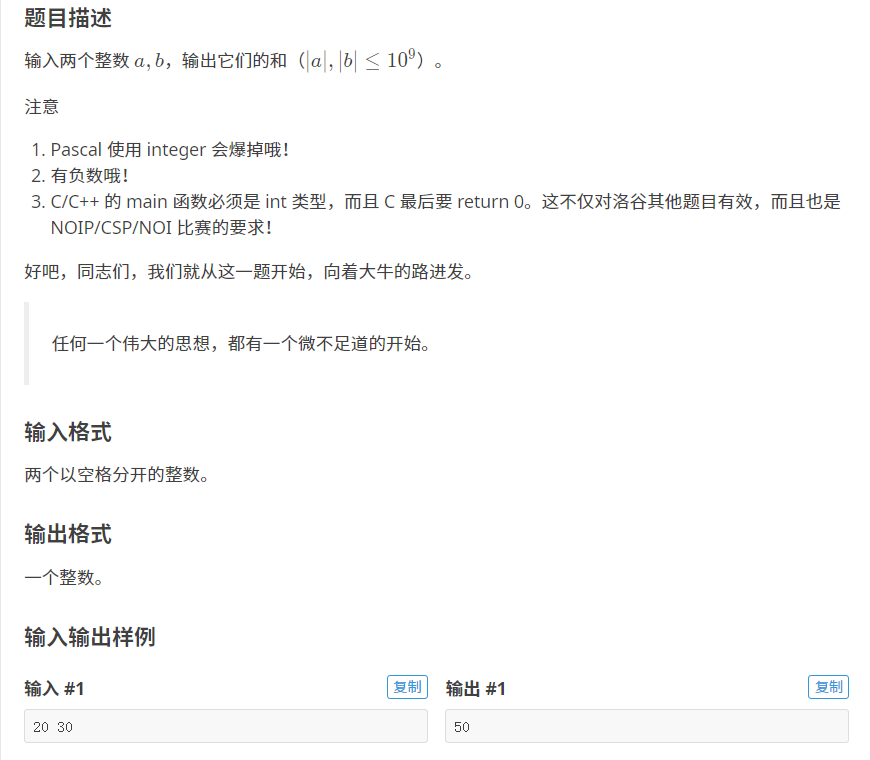 题目描述
输入两个整数 a, b，输出它们的和（|a|, |b| ≤ 10⁹）。
注意
1. Pascal 使用 integer 会爆掉哦！
2. 有负数哦！
3. C/C++ 的 main 函数必须是 int 类型，而且 C 最后要 return 0。这不仅对洛谷其他题目有效，而且也是
NOIP/CSP/NOI 比赛的要求！
好吧，同志们，我们就从这一题开始，向着大牛的路进发。
任何一个伟大的思想，都有一个微不足道的开始。
输入格式
两个以空格分开的整数。
输出格式
一个整数。
输入输出样例
输入 #1 复制 输出 #1 复制
20 30 50